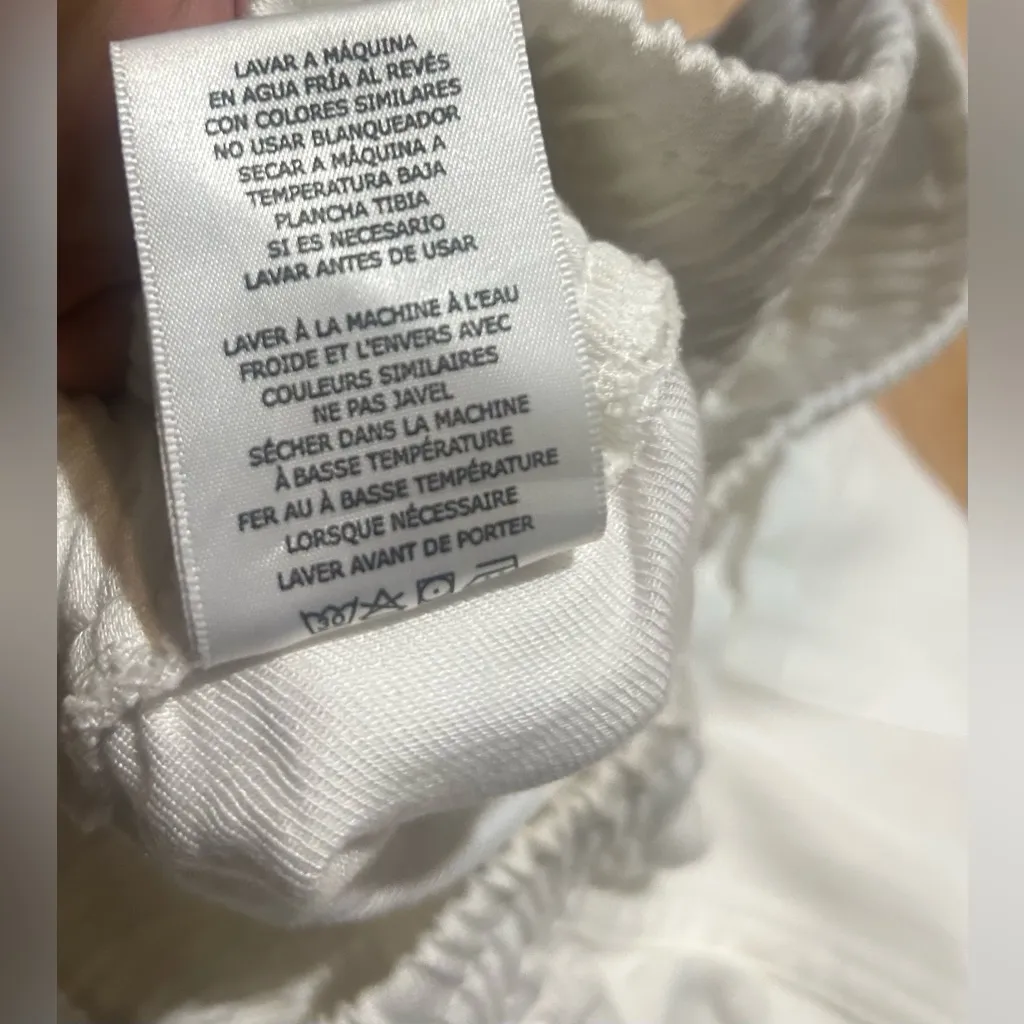 LAVAR A MÁQUINA
EN AGUA FRÍA AL REVÉS
CON COLORES SIMILARES
NO USAR BLANQUEADOR
SECAR A MÁQUINA A
TEMPERATURA BAJA
PLANCHA TIBIA
SI ES NECESARIO
LAVAR ANTES DE USAR
LAVER À LA MACHINE À L'EAU
FROIDE ET L'ENVERS AVEC
COULEURS SIMILAIRES
NE PAS JAVEL
SÉCHER DANS LA MACHINE
À BASSE TEMPÉRATURE
FER AU À BASSE TEMPÉRATURE
LORSQUE NÉCESSAIRE
LAVER AVANT DE PORTER
30